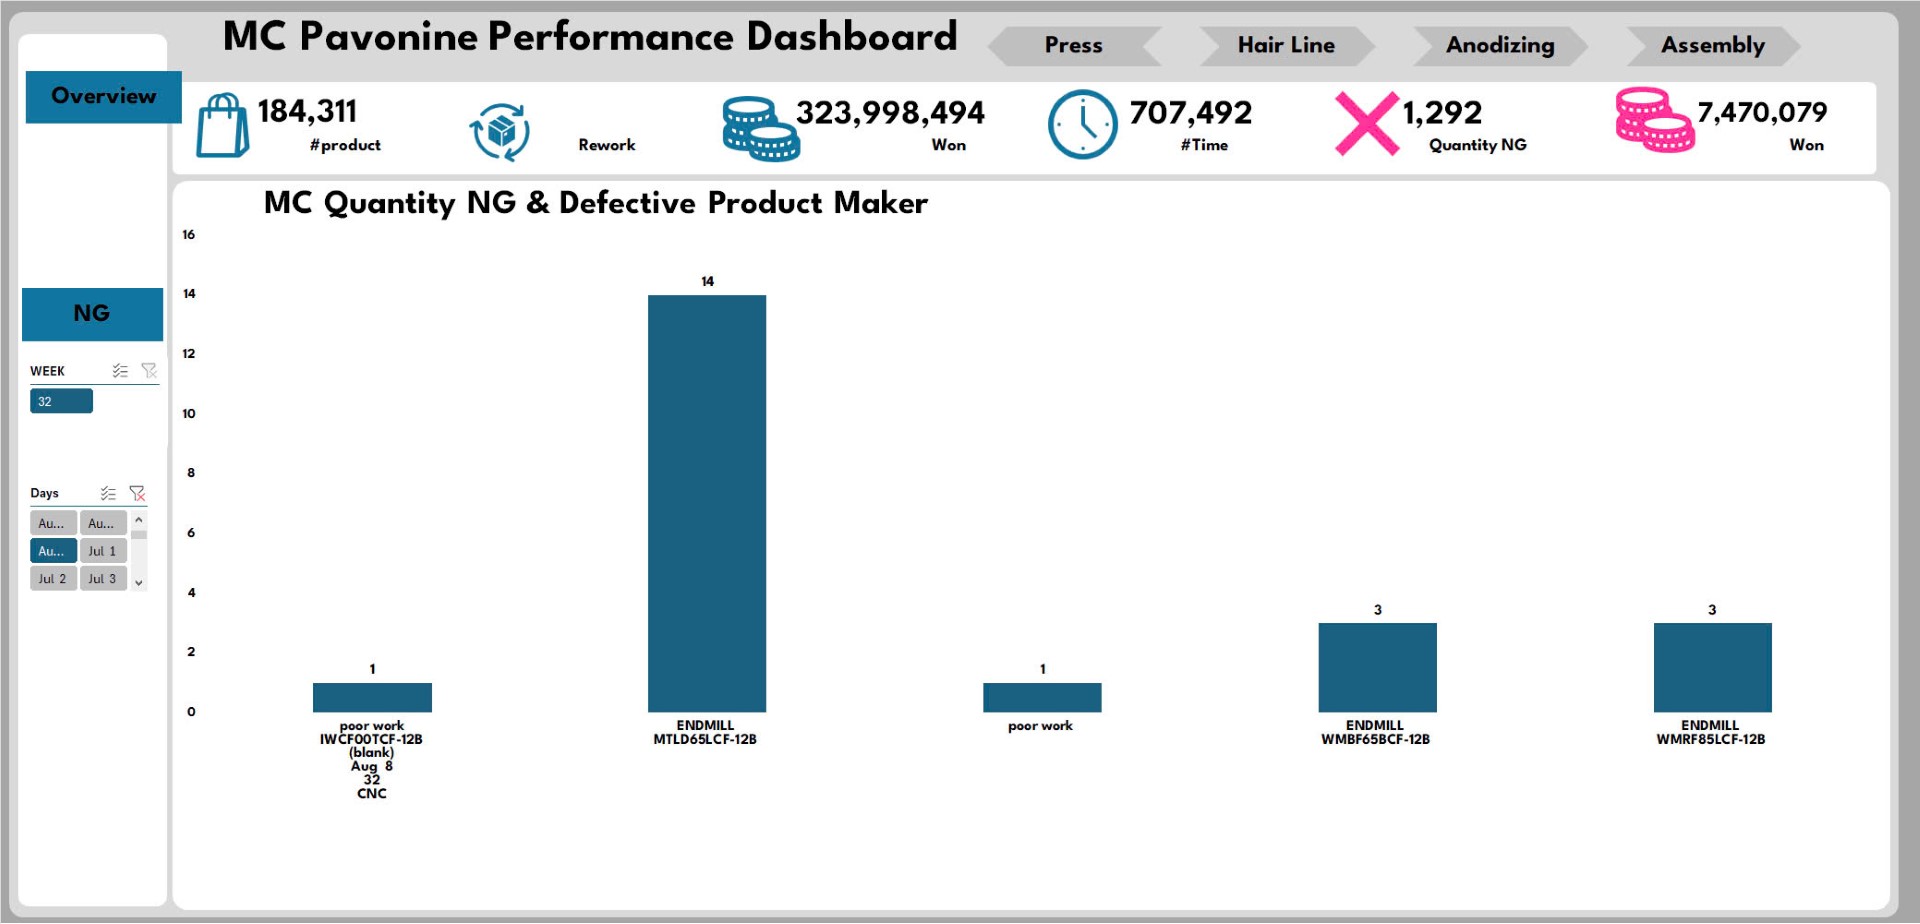 MC Pavonine Performance Dashboard
Press
Hair Line
Anodizing
Assembly
Overview
184,311
#product
Rework
323,998,494
Won
707,492
#Time
1,292
Quantity NG
7,470,079
Won
MC Quantity NG & Defective Product Maker
NG
WEEK
32
Days
Au...
Au...
Au...
Jul 1
Jul 2
Jul 3
16
14
12
10
8
6
4
2
0
1
14
1
3
3
poor work
IWCF00TCF-12B
(blank)
Aug 8
32
CNC
ENDMILL
MTLD65LCF-12B
poor work
ENDMILL
WMBF65BCF-12B
ENDMILL
WMRF85LCF-12B